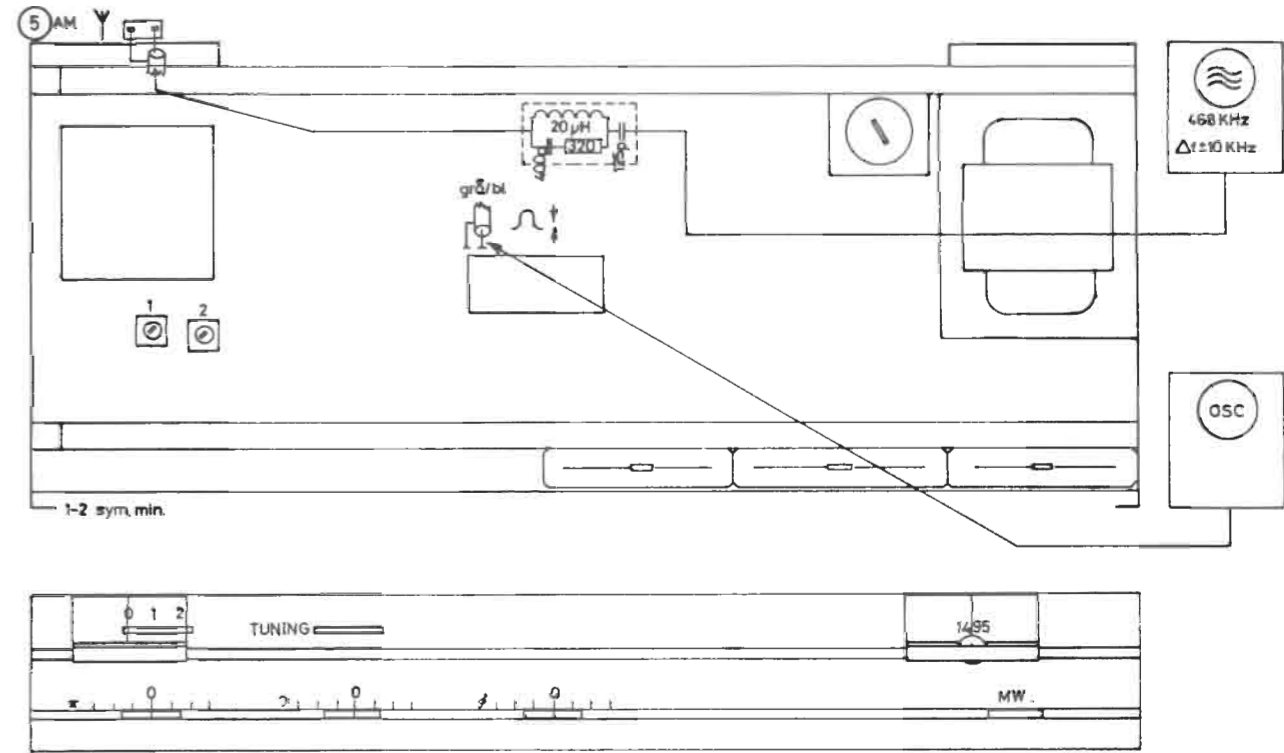 5 AM
468 KHz
Δf±10 KHz
20 µH
320
400p
125p
grå/bl
1 2
OSC
1-2 sym. min.
0 1 2
TUNING
1495
0 0 0
MW